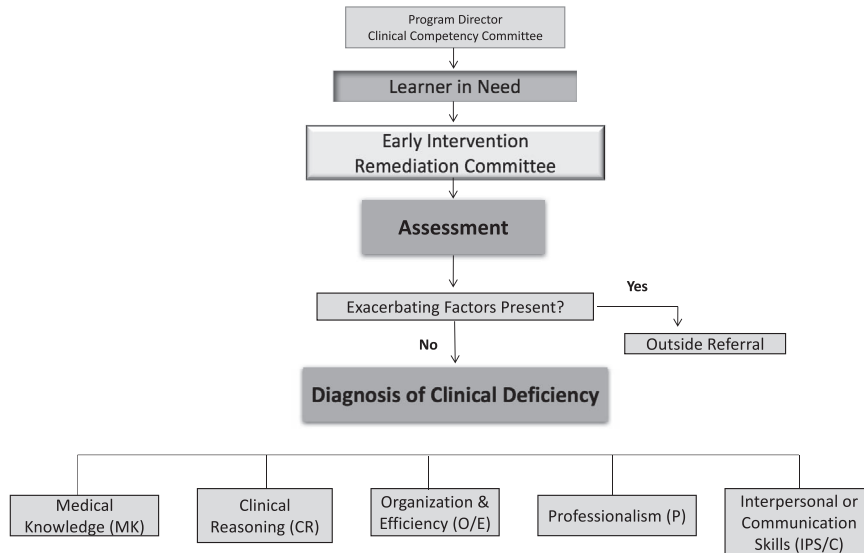 Program Director
Clinical Competency Committee
Learner in Need
Early Intervention
Remediation Committee
Assessment
Exacerbating Factors Present?
Yes
Outside Referral
No
Diagnosis of Clinical Deficiency
Medical
Knowledge (MK)
Clinical
Reasoning (CR)
Organization &
Efficiency (O/E)
Professionalism (P)
Interpersonal or
Communication
Skills (IPS/C)